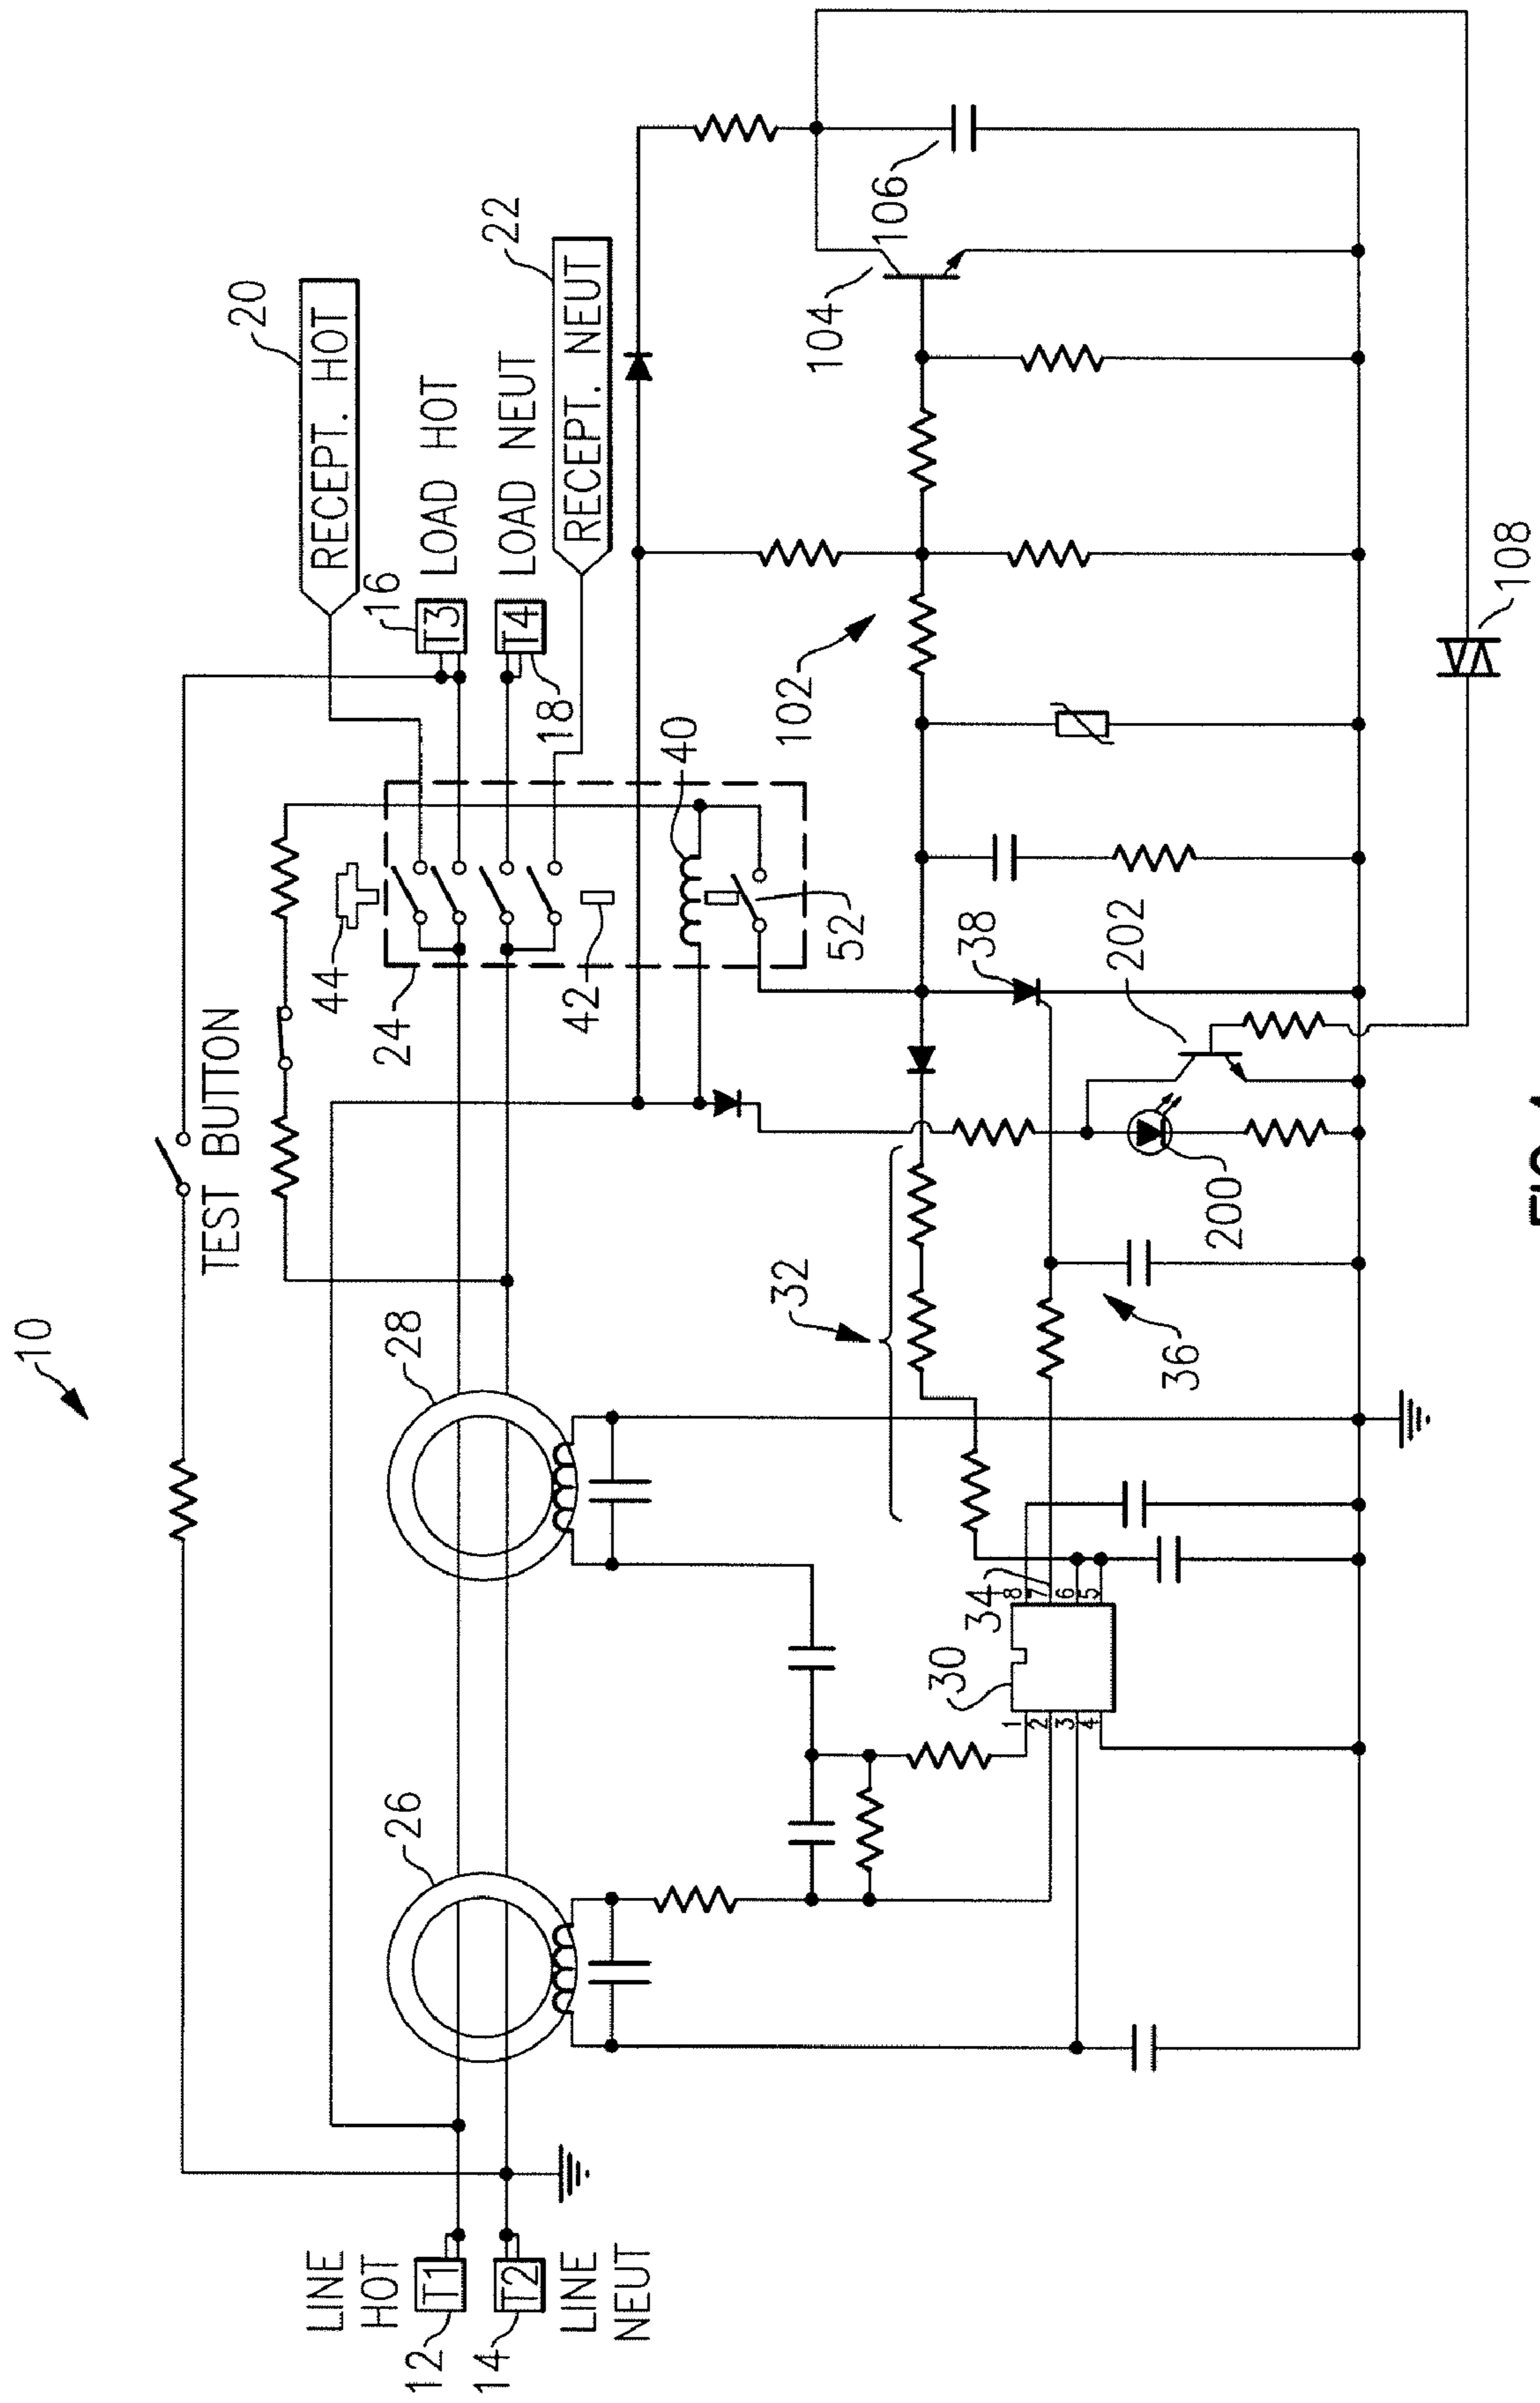 10
TEST BUTTON
20
RECEPT. HOT
22
RECEPT. NEUT
LOAD HOT
LOAD NEUT
16
T3
T4
18
44
24
42
40
52
28
26
LINE
HOT
T1
12
T2
14
LINE
NEUT
102
104
106
108
38
202
200
32
36
34
30
1
2
3
4
8
7
6
5